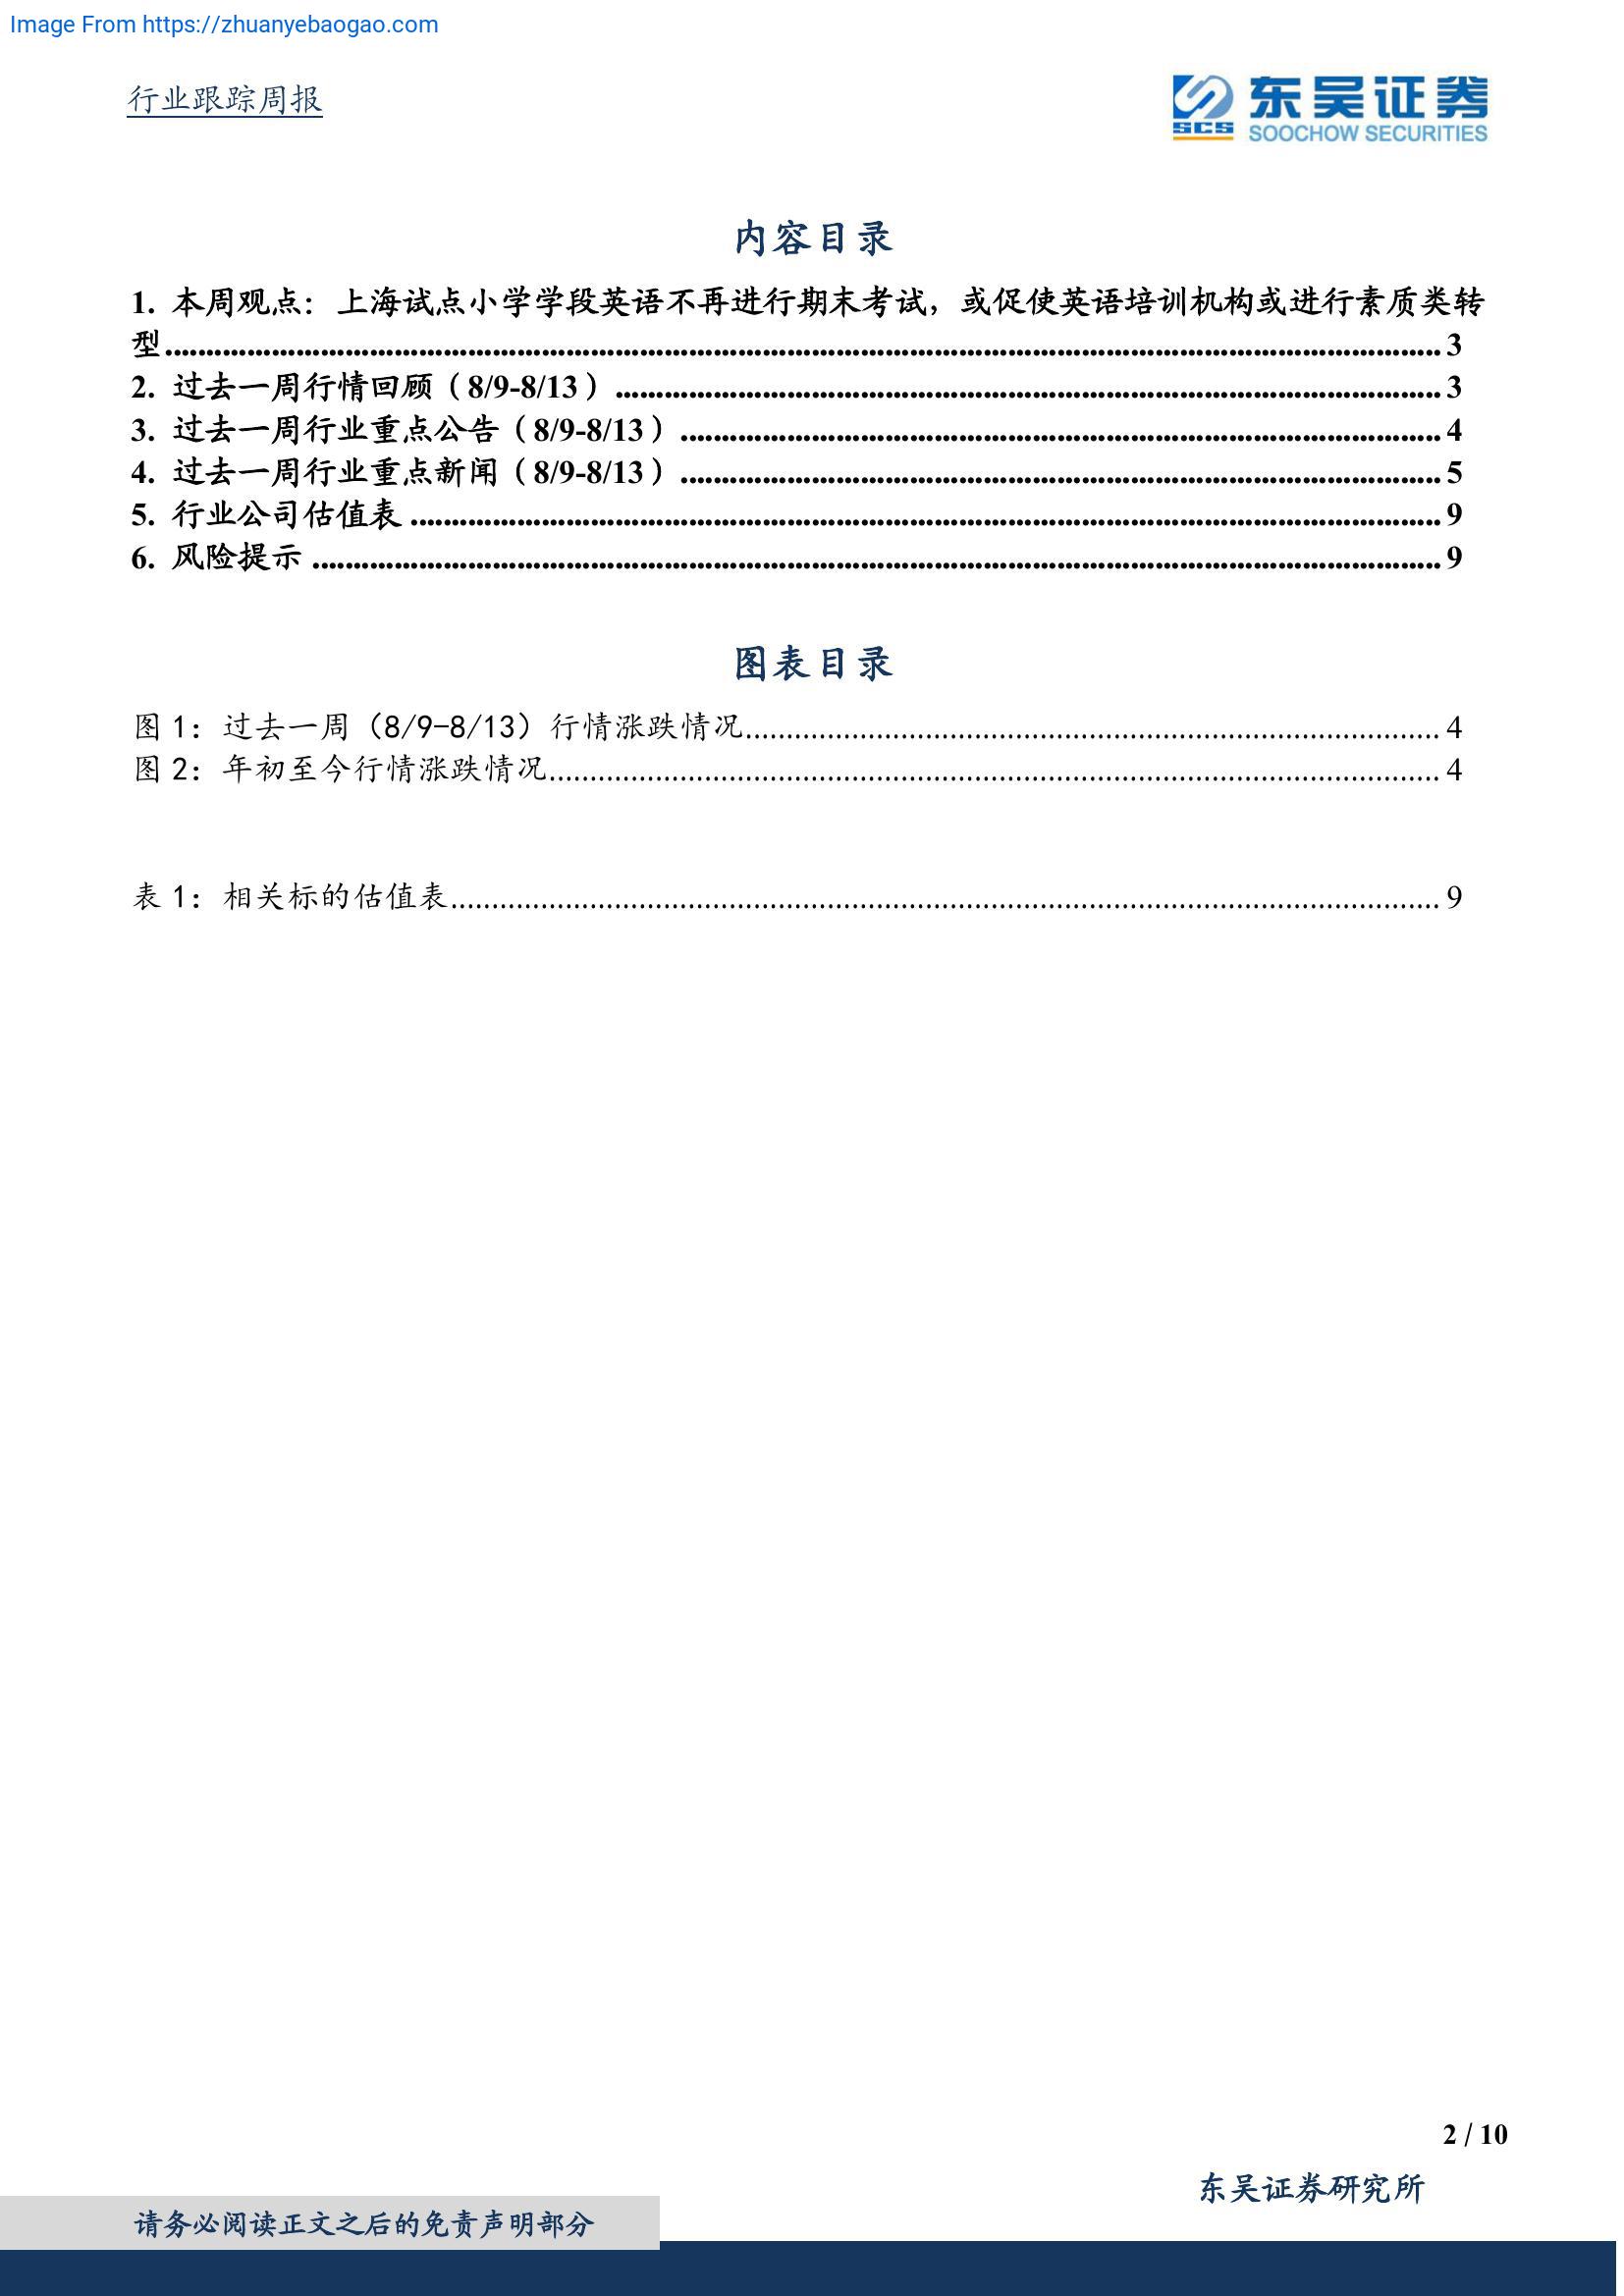 Image From https://zhuanyebaogao.com
行业跟踪周报
SCS 东吴证券
SOOCHOW SECURITIES
内容目录
1. 本周观点：上海试点小学学段英语不再进行期末考试，或促使英语培训机构或进行素质类转
型 3
2. 过去一周行情回顾（8/9-8/13） 3
3. 过去一周行业重点公告（8/9-8/13） 4
4. 过去一周行业重点新闻（8/9-8/13） 5
5. 行业公司估值表 9
6. 风险提示 9
图表目录
图 1：过去一周（8/9-8/13）行情涨跌情况 4
图 2：年初至今行情涨跌情况 4
表 1：相关标的估值表 9
2 / 10
东吴证券研究所
请务必阅读正文之后的免责声明部分